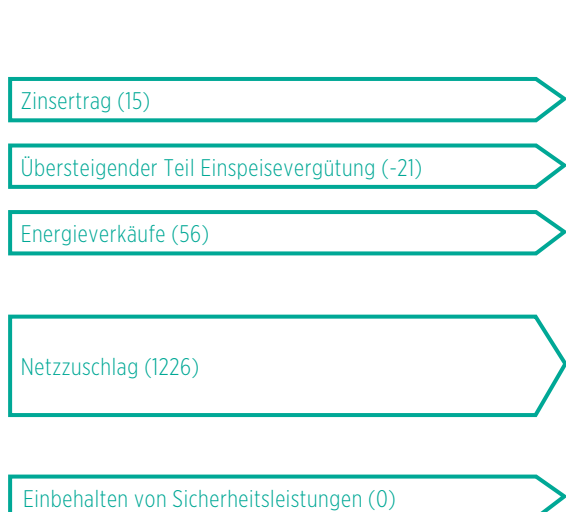 Zinsertrag (15)
Übersteigender Teil Einspeisevergütung (-21)
Energieverkäufe (56)
Netzzuschlag (1226)
Einbehalten von Sicherheitsleistungen (0)